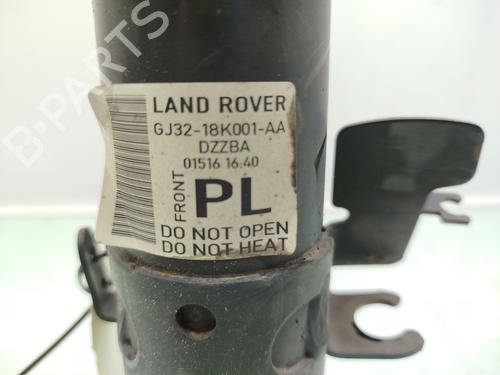 B-PARTS
LAND ROVER
GJ32-18K001-AA
DZZBA
01516 16:40
FRONT
PL
DO NOT OPEN
DO NOT HEAT